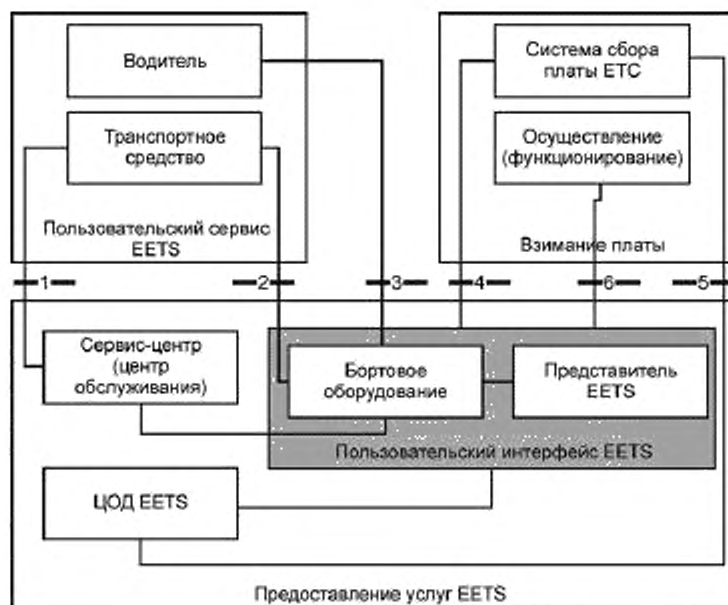 Водитель
Транспортное
средство
Пользовательский сервис
EETS
Система сбора
платы ETC
Осуществление
(функционирование)
Взимание платы
1
2
3
4
6
5
Сервис-центр
(центр
обслуживания)
Бортовое
оборудование
Представитель
EETS
Пользовательский интерфейс EETS
ЦОД EETS
Предоставление услуг EETS